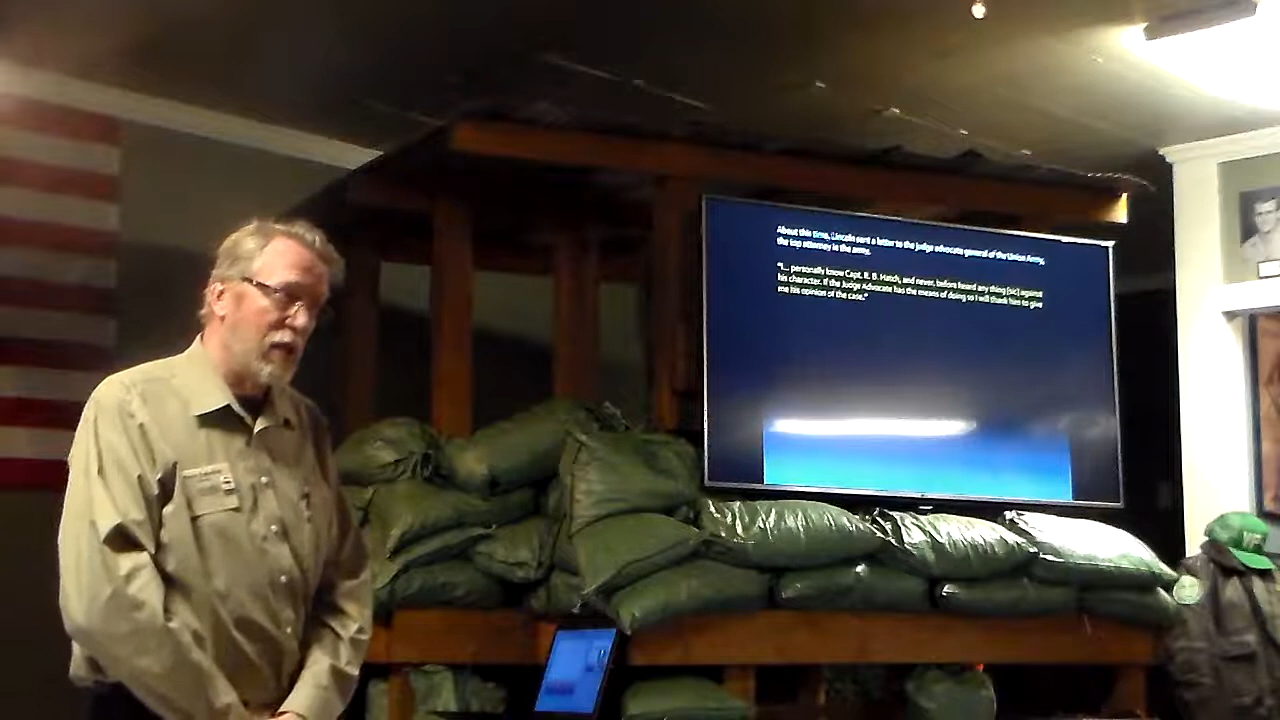 About this time, Lincoln sent a letter to the judge advocate general of the Union Army,
the top attorney in the army.
"I... personally know Capt. R. B. Hatch, and never, before heard any thing [sic] against
his character. If the Judge Advocate has the means of doing so I will thank him to give
me his opinion of the case."